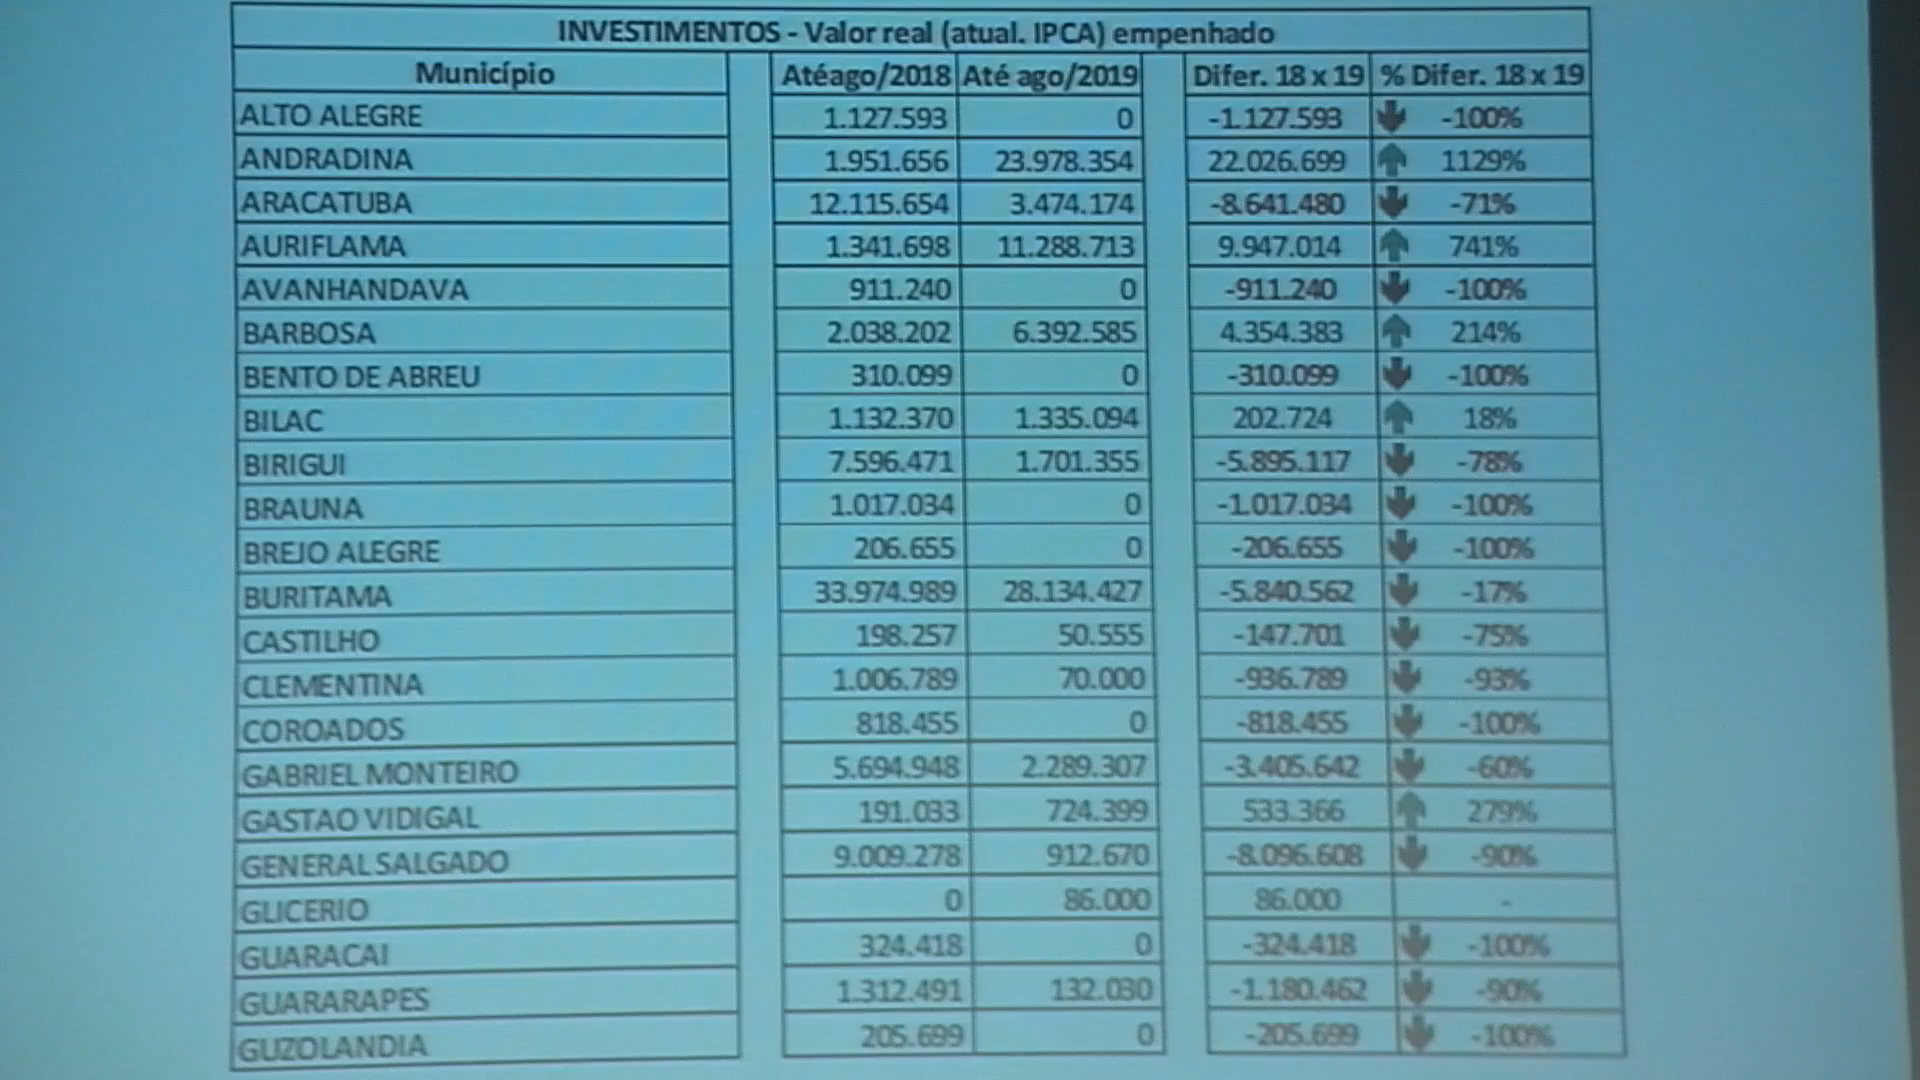 INVESTIMENTOS - Valor real (atual. IPCA) empenhado
Município Atéago/2018 Até ago/2019 Difer. 18 x 19 % Difer. 18 x 19
ALTO ALEGRE 1.127.593 0 -1.127.593 -100%
ANDRADINA 1.951.656 23.978.354 22.026.699 1129%
ARACATUBA 12.115.654 3.474.174 -8.641.480 -71%
AURIFLAMA 1.341.698 11.288.713 9.947.014 741%
AVANHANDAVA 911.240 0 -911.240 -100%
BARBOSA 2.038.202 6.392.585 4.354.383 214%
BENTO DE ABREU 310.099 0 -310.099 -100%
BILAC 1.132.370 1.335.094 202.724 18%
BIRIGUI 7.596.471 1.701.355 -5.895.117 -78%
BRAUNA 1.017.034 0 -1.017.034 -100%
BREJO ALEGRE 206.655 0 -206.655 -100%
BURITAMA 33.974.989 28.134.427 -5.840.562 -17%
CASTILHO 198.257 50.555 -147.701 -75%
CLEMENTINA 1.006.789 70.000 -936.789 -93%
COROADOS 818.455 0 -818.455 -100%
GABRIEL MONTEIRO 5.694.948 2.289.307 -3.405.642 -60%
GASTAO VIDIGAL 191.033 724.399 533.366 279%
GENERAL SALGADO 9.009.278 912.670 -8.096.608 -90%
GLICERIO 0 86.000 86.000 -
GUARACAI 324.418 0 -324.418 -100%
GUARARAPES 1.312.491 132.030 -1.180.462 -90%
GUZOLANDIA 205.699 0 -205.699 -100%